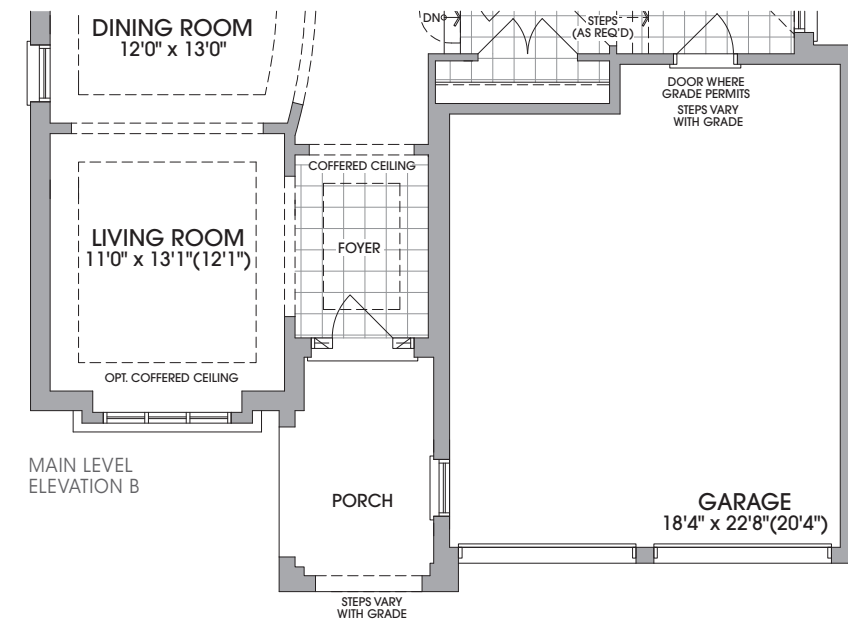 DINING ROOM
12'0" x 13'0"
DN
STEPS
(AS REQ'D)
DOOR WHERE
GRADE PERMITS
STEPS VARY
WITH GRADE
COFFERED CEILING
FOYER
LIVING ROOM
11'0" x 13'1"(12'1")
OPT. COFFERED CEILING
MAIN LEVEL
ELEVATION B
PORCH
GARAGE
18'4" x 22'8"(20'4")
STEPS VARY
WITH GRADE